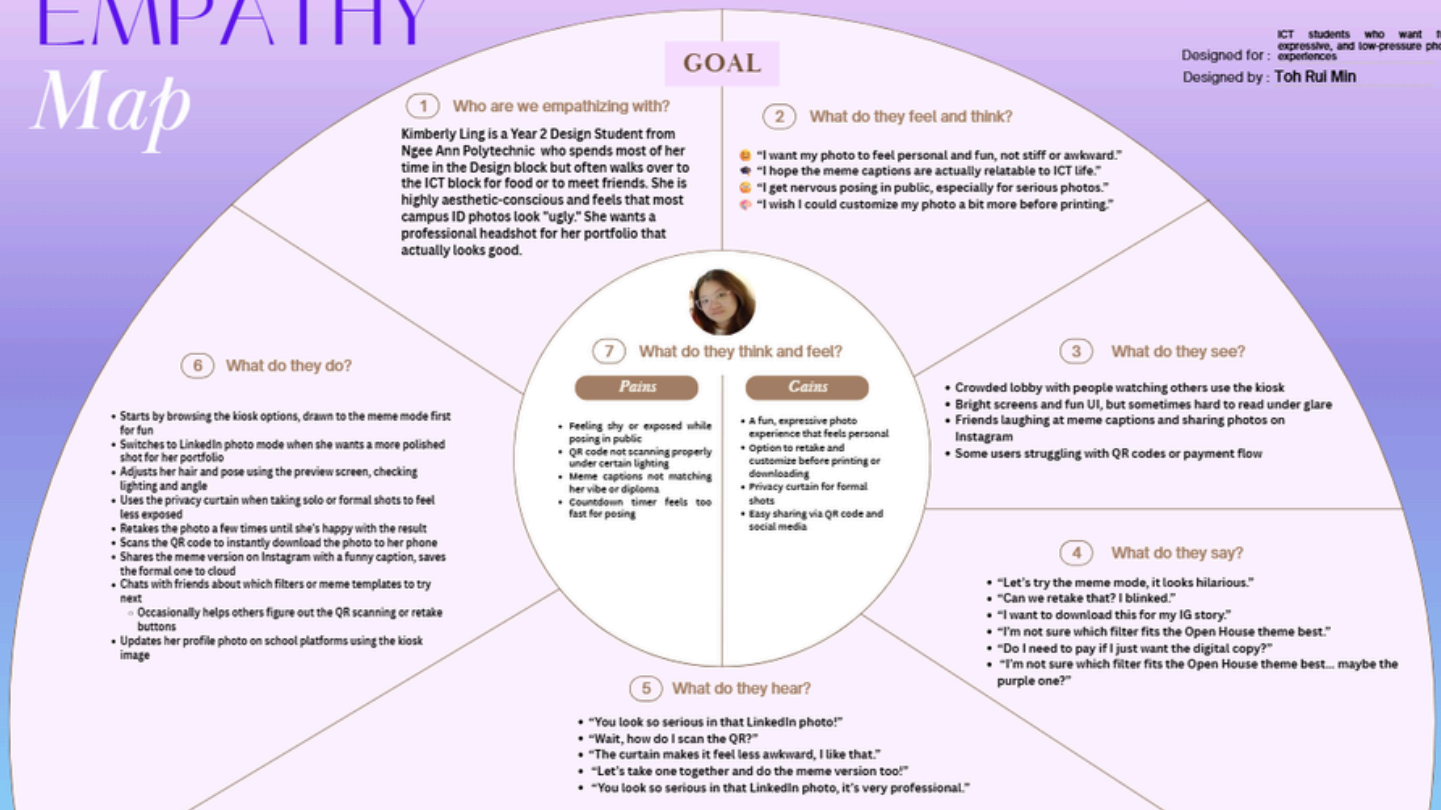 EMPATHY
Map
Designed for :
ICT students who want
expressive, and low-pressure
experiences
Designed by : Toh Rui Min
GOAL
1 Who are we empathizing with?
Kimberly Ling is a Year 2 Design Student from
Ngee Ann Polytechnic who spends most of her
time in the Design block but often walks over to
the ICT block for food or to meet friends. She is
highly aesthetic-conscious and feels that most
campus ID photos look "ugly." She wants a
professional headshot for her portfolio that
actually looks good.
2 What do they feel and think?
“I want my photo to feel personal and fun, not stiff or awkward.”
“I hope the meme captions are actually relatable to ICT life.”
“I get nervous posing in public, especially for serious photos.”
“I wish I could customize my photo a bit more before printing.”
3 What do they see?
• Crowded lobby with people watching others use the kiosk
• Bright screens and fun UI, but sometimes hard to read under glare
• Friends laughing at meme captions and sharing photos on
Instagram
• Some users struggling with QR codes or payment flow
4 What do they say?
• “Let’s try the meme mode, it looks hilarious.”
• “Can we retake that? I blinked.”
• “I want to download this for my IG story.”
• “I’m not sure which filter fits the Open House theme best.”
• “Do I need to pay if I just want the digital copy?”
• “I’m not sure which filter fits the Open House theme best... maybe the
purple one?”
5 What do they hear?
• “You look so serious in that LinkedIn photo!”
• “Wait, how do I scan the QR?”
• “The curtain makes it feel less awkward, I like that.”
• “Let’s take one together and do the meme version too!”
• “You look so serious in that LinkedIn photo, it’s very professional.”
6 What do they do?
• Starts by browsing the kiosk options, drawn to the meme mode first
for fun
• Switches to LinkedIn photo mode when she wants a more polished
shot for her portfolio
• Adjusts her hair and pose using the preview screen, checking
lighting and angle
• Uses the privacy curtain when taking solo or formal shots to feel
less exposed
• Retakes the photo a few times until she’s happy with the result
• Scans the QR code to instantly download the photo to her phone
• Shares the meme version on Instagram with a funny caption, saves
the formal one to cloud
• Chats with friends about which filters or meme templates to try
next
◦ Occasionally helps others figure out the QR scanning or retake
buttons
• Updates her profile photo on school platforms using the kiosk
image
7 What do they think and feel?
Pains
• Feeling shy or exposed while
posing in public
• QR code not scanning properly
under certain lighting
• Meme captions not matching
her vibe or diploma
• Countdown timer feels too
fast for posing
Gains
• A fun, expressive photo
experience that feels personal
• Option to retake and
customize before printing or
downloading
• Privacy curtain for formal
shots
• Easy sharing via QR code and
social media